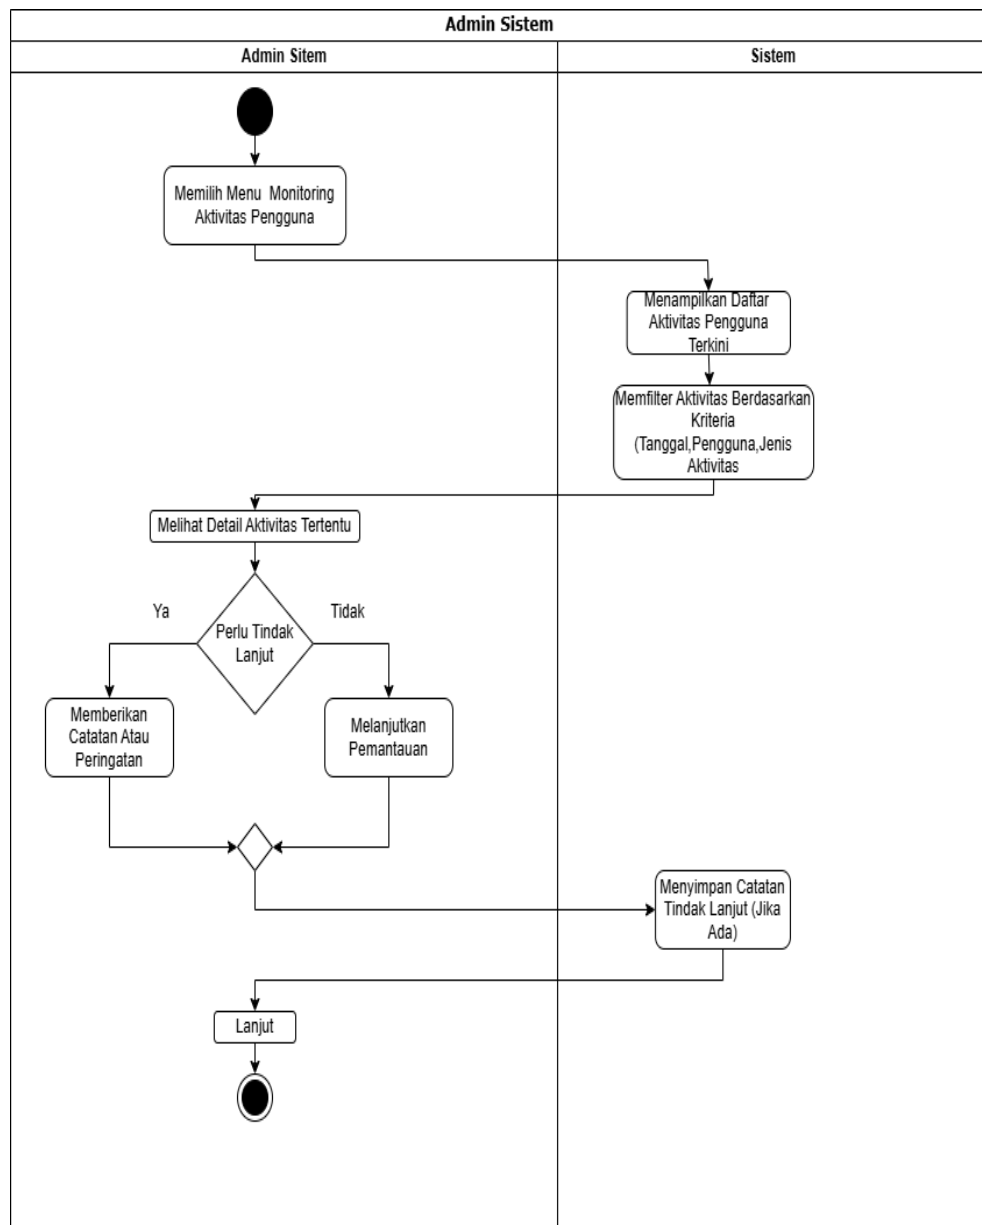 Admin Sistem
Admin Sitem
Sistem
Memilih Menu Monitoring
Aktivitas Pengguna
Menampilkan Daftar
Aktivitas Pengguna
Terkini
Memfilter Aktivitas Berdasarkan
Kriteria
(Tanggal,Pengguna,Jenis
Aktivitas
Melihat Detail Aktivitas Tertentu
Ya
Tidak
Perlu Tindak
Lanjut
Memberikan
Catatan Atau
Peringatan
Melanjutkan
Pemantauan
Menyimpan Catatan
Tindak Lanjut (Jika
Ada)
Lanjut